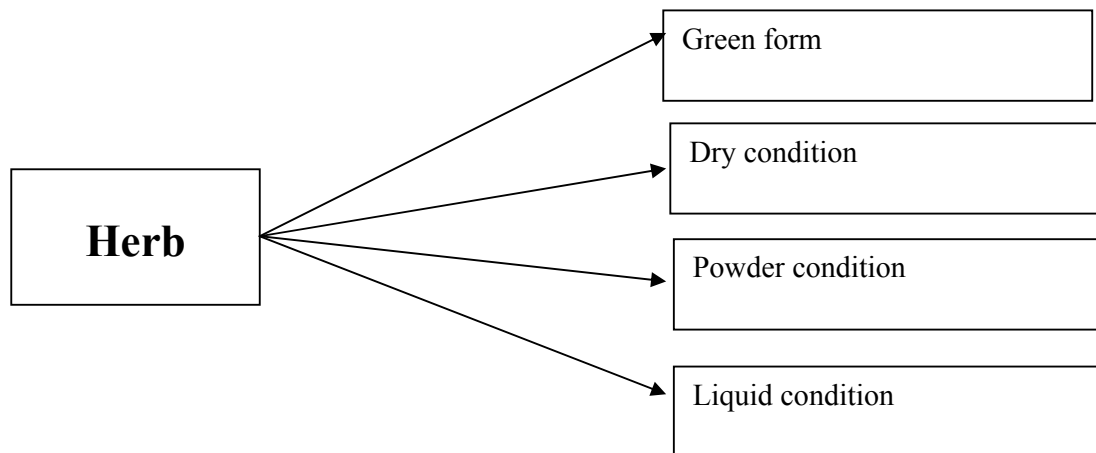 Herb
Green form
Dry condition
Powder condition
Liquid condition